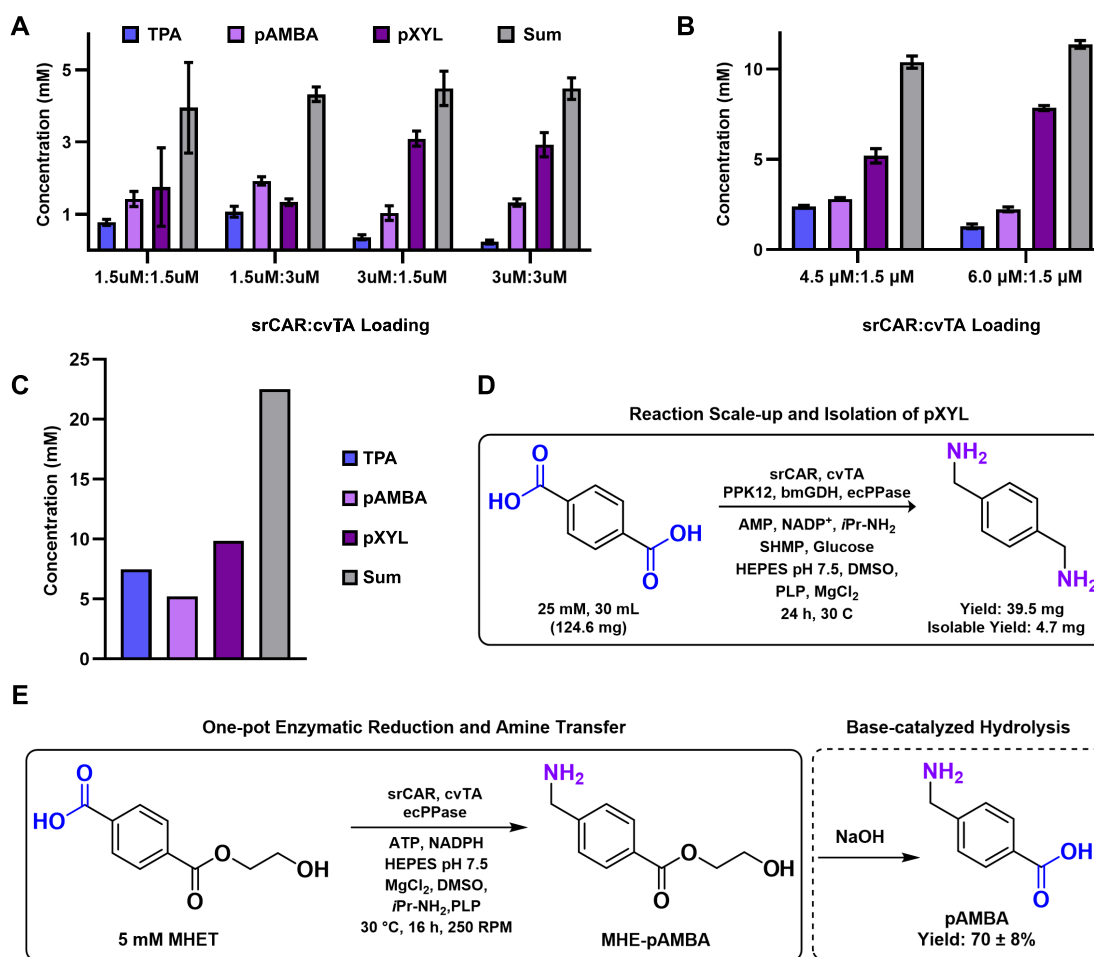 A
TPA
pAMBA
pXYL
Sum
Concentration (mM)
5
3
1
1.5uM:1.5uM
1.5uM:3uM
3uM:1.5uM
3uM:3uM
srCAR:cvTA Loading
B
Concentration (mM)
10
5
0
4.5 µM:1.5 µM
6.0 µM:1.5 µM
srCAR:cvTA Loading
C
Concentration (mM)
25
20
15
10
5
0
TPA
pAMBA
pXYL
Sum
D
Reaction Scale-up and Isolation of pXYL
O
HO
OH
O
25 mM, 30 mL
(124.6 mg)
srCAR, cvTA
PPK12, bmGDH, ecPPase
AMP, NADP⁺, iPr-NH₂
SHMP, Glucose
HEPES pH 7.5, DMSO,
PLP, MgCl₂
24 h, 30 C
NH₂
NH₂
Yield: 39.5 mg
Isolable Yield: 4.7 mg
E
One-pot Enzymatic Reduction and Amine Transfer
O
HO
O
OH
O
5 mM MHET
srCAR, cvTA
ecPPase
ATP, NADPH
HEPES pH 7.5
MgCl₂, DMSO,
iPr-NH₂,PLP
30 °C, 16 h, 250 RPM
NH₂
O
OH
O
MHE-pAMBA
Base-catalyzed Hydrolysis
NaOH
NH₂
OH
O
pAMBA
Yield: 70 ± 8%